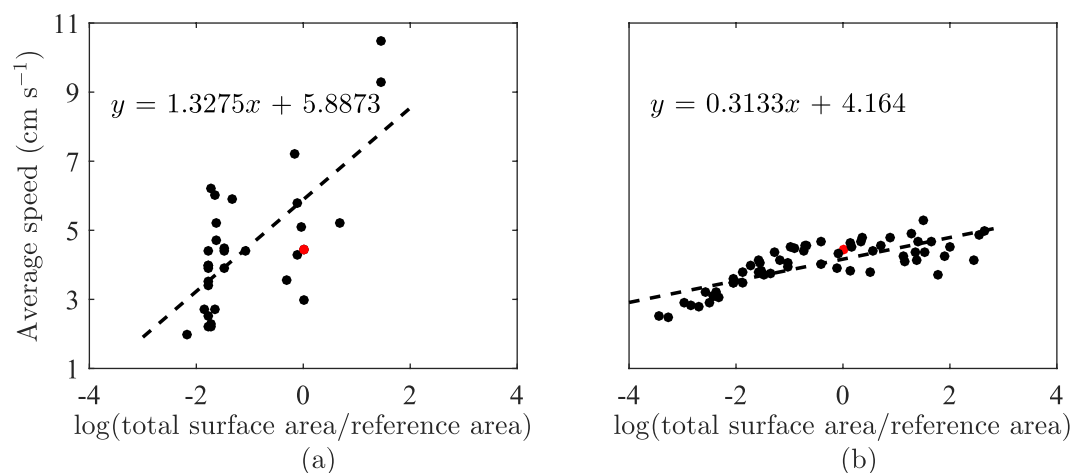 11
9
7
5
3
1
Average speed (cm s⁻¹)
y = 1.3275x + 5.8873
-4 -2 0 2 4
log(total surface area/reference area)
(a)
y = 0.3133x + 4.164
-4 -2 0 2 4
log(total surface area/reference area)
(b)